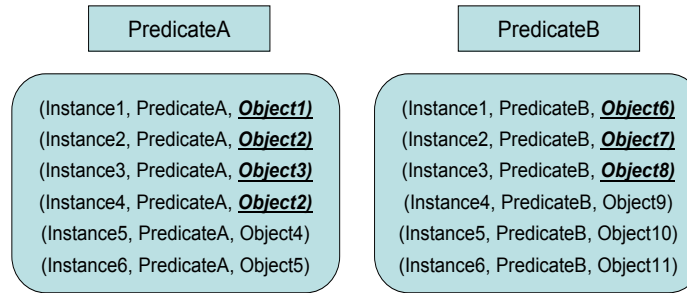 PredicateA
(Instance1, PredicateA, Object1)
(Instance2, PredicateA, Object2)
(Instance3, PredicateA, Object3)
(Instance4, PredicateA, Object2)
(Instance5, PredicateA, Object4)
(Instance6, PredicateA, Object5)
PredicateB
(Instance1, PredicateB, Object6)
(Instance2, PredicateB, Object7)
(Instance3, PredicateB, Object8)
(Instance4, PredicateB, Object9)
(Instance5, PredicateB, Object10)
(Instance6, PredicateB, Object11)